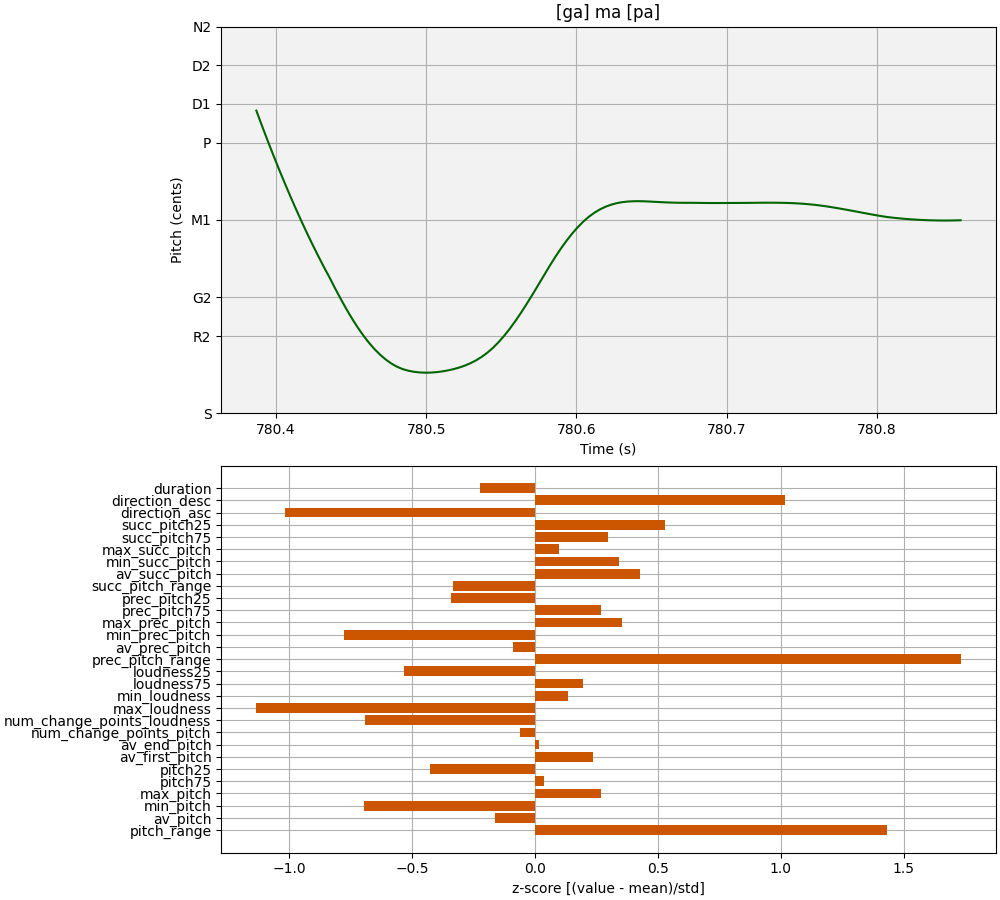 [ga] ma [pa]
N2
D2
D1
P
M1
G2
R2
S
Pitch (cents)
780.4 780.5 780.6 780.7 780.8
Time (s)
duration
direction_desc
direction_asc
succ_pitch25
succ_pitch75
max_succ_pitch
min_succ_pitch
av_succ_pitch
succ_pitch_range
prec_pitch25
prec_pitch75
max_prec_pitch
min_prec_pitch
av_prec_pitch
prec_pitch_range
loudness25
loudness75
min_loudness
max_loudness
num_change_points_loudness
num_change_points_pitch
av_end_pitch
av_first_pitch
pitch25
pitch75
max_pitch
min_pitch
av_pitch
pitch_range
−1.0 −0.5 0.0 0.5 1.0 1.5
z-score [(value - mean)/std]